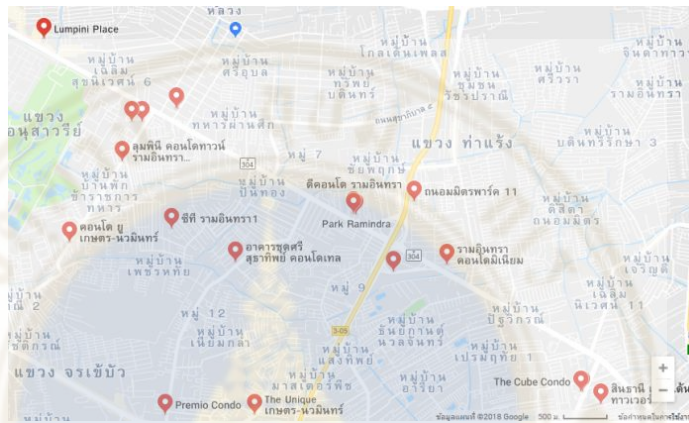 Lumpini Place
หลวง
หมู่บ้าน
เฉลิม
สุขนิเวศน์ 6
หมู่บ้าน
ศรีอุบล
หมู่บ้าน
โกลเด้นเพลส
หมู่บ้าน
ทรัพย์
บดินทร์
หมู่บ้าน
ชุมชน
วัชรปราณี
หมู่บ้าน
ศรีวรา
หมู่บ้าน
รามอินทรา
แขวง
อนุสาวรีย์
หมู่บ้าน
ทหารผ่านศึก
ถนนสุขาภิบาล ๕
แขวง ท่าแร้ง
หมู่บ้าน
บดินทร์รักษา 3
ลุมพินี คอนโดทาวน์
รามอินทรา...
304
หมู่ 7
หมู่บ้าน
ชัยพฤกษ์
หมู่บ้าน
บ้านพัก
ข้าราชการ
ทหาร
หมู่บ้าน
ปิ่นทอง
ดีคอนโด รามอินทรา
ถนอมมิตรพาร์ค 11
หมู่บ้าน
ดิสิตา
ถนอมมิตร
ซิตี้ รามอินทรา1
Park Ramindra
คอนโด ยู
เกษตร-นวมินทร์
อาคารชุดศรี
สุธาทิพย์ คอนโดเทล
304
รามอินทรา
คอนโดมิเนียม
หมู่บ้าน
เพชรหทัย
หมู่บ้าน
เจริญดี
หมู่ 9
หมู่บ้าน
เฉลิม
นิเวศน์ 11
หมู่บ้าน
ปัฐวิกรณ์
หมู่ 12
หมู่บ้าน
เนียมกลา
หมู่บ้าน
แสงทิพย์
หมู่บ้าน
ธันยกานต์
นวลจันทร์
หมู่บ้าน
เปรมฤทัย 1
แขวง จรเข้บัว
หมู่บ้าน
มาสเตอร์พีช
หมู่บ้าน
อารียา
The Cube Condo
สินธานี
ทาวเวอร์
Premio Condo
The Unique
เกษตร-นวมินทร์
ข้อมูลแผนที่ ©2018 Google 500 ม.